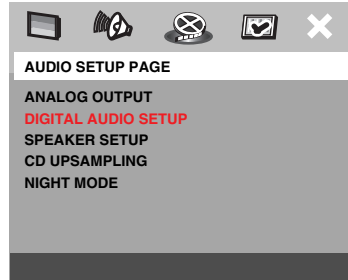 AUDIO SETUP PAGE
ANALOG OUTPUT
DIGITAL AUDIO SETUP
SPEAKER SETUP
CD UPSAMPLING
NIGHT MODE